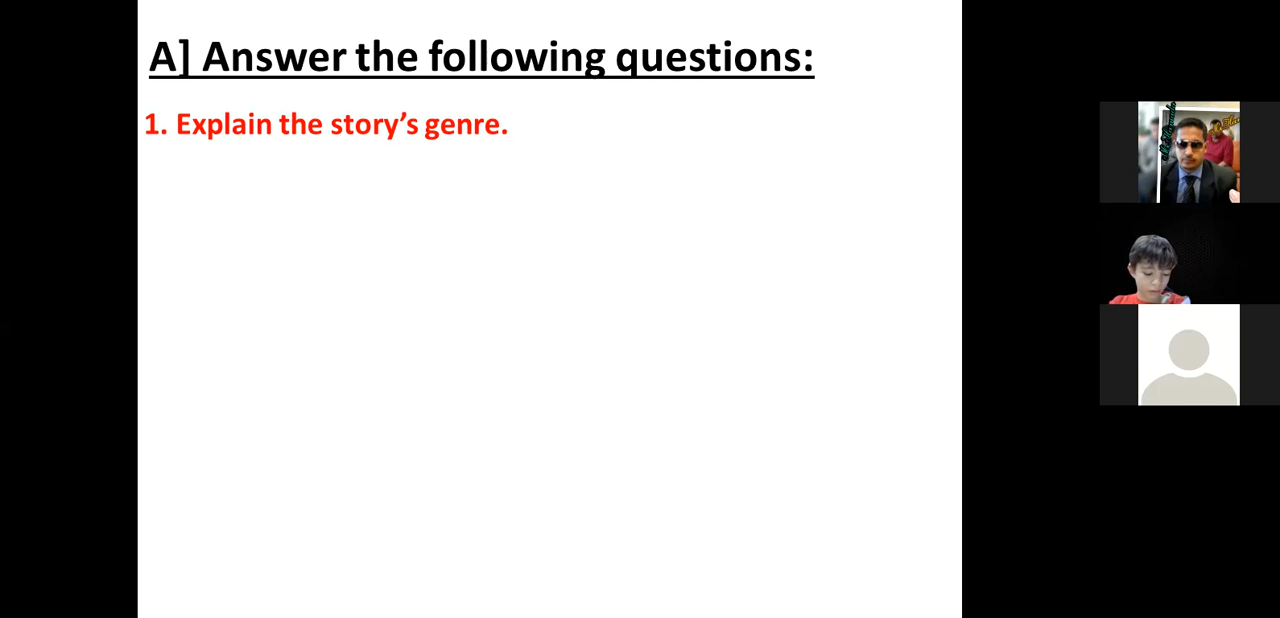 A] Answer the following questions:
1. Explain the story's genre.